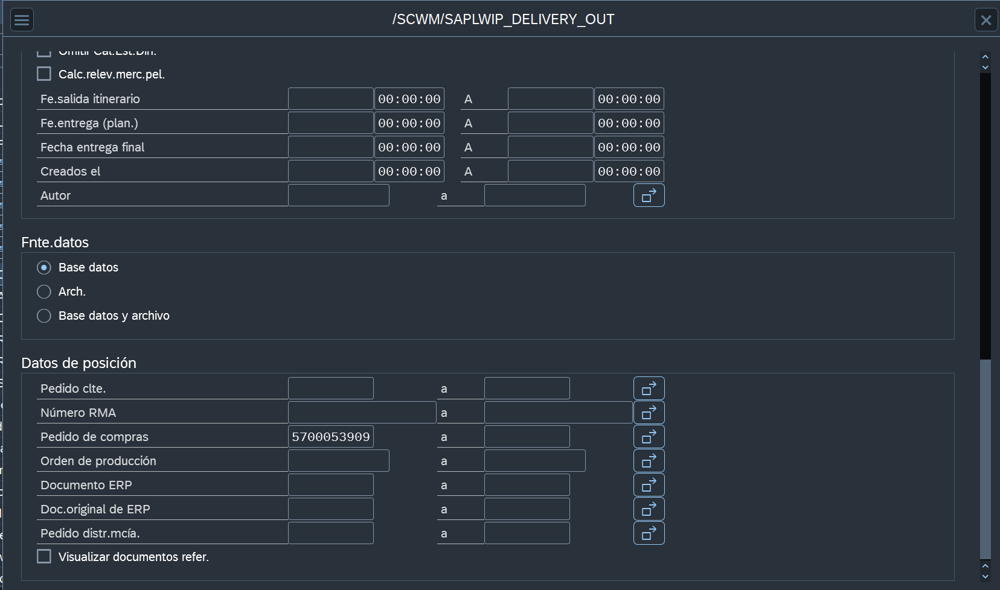 /SCWM/SAPLWIP_DELIVERY_OUT
Omitir Cal.Est.Din.
Calc.relev.merc.pel.
Fe.salida itinerario 00:00:00 A 00:00:00
Fe.entrega (plan.) 00:00:00 A 00:00:00
Fecha entrega final 00:00:00 A 00:00:00
Creados el 00:00:00 A 00:00:00
Autor a
Fnte.datos
Base datos
Arch.
Base datos y archivo
Datos de posición
Pedido clte. a
Número RMA a
Pedido de compras 5700053909 a
Orden de producción a
Documento ERP a
Doc.original de ERP a
Pedido distr.mcía. a
Visualizar documentos refer.